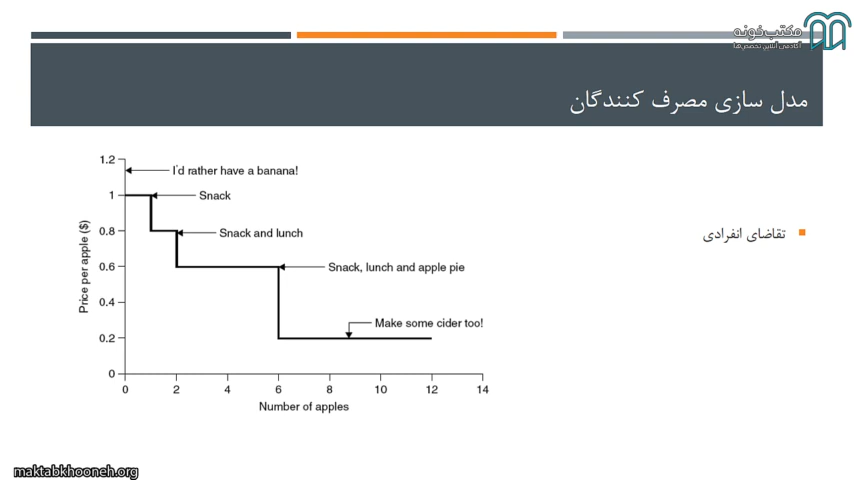 مکتب‌خونه
آکادمی آنلاین تخصص‌ها
مدل سازی مصرف کنندگان
تقاضای انفرادی
1.2
I'd rather have a banana!
1
Snack
0.8
Snack and lunch
0.6
Snack, lunch and apple pie
0.4
Make some cider too!
0.2
0
Price per apple ($)
0 2 4 6 8 10 12 14
Number of apples
maktabkhooneh.org